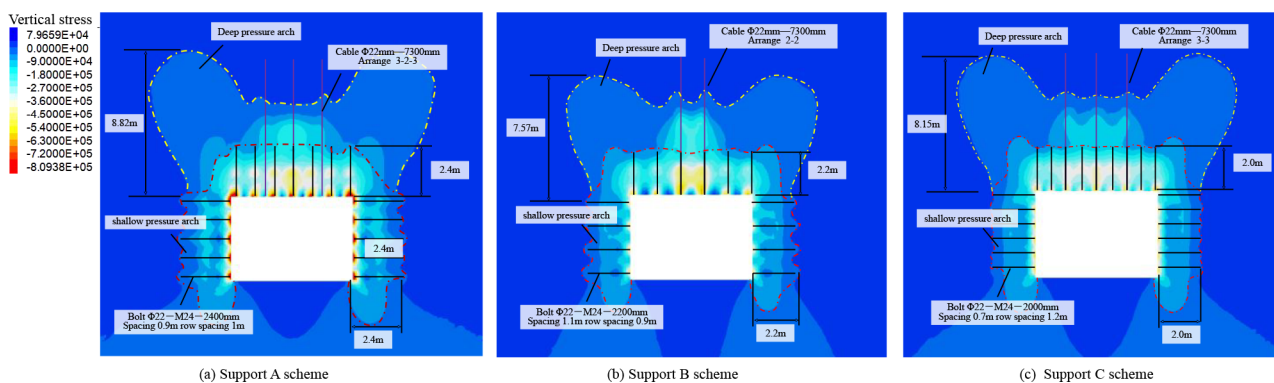 Vertical stress
7.9659E+04
0.0000E+00
-9.0000E+04
-1.8000E+05
-3.6000E+05
-4.5000E+05
-6.3000E+05
-7.2000E+05
-8.0938E+05
Deep pressure arch
Cable Φ22mm—7300mm
Arrange 3-2-3
8.82m
2.4m
shallow pressure arch
2.4m
Bolt Φ22－M24－2400mm
Spacing 0.9m row spacing 1m
2.4m
(a) Support A scheme
Deep pressure arch
Cable Φ22mm—7300mm
Arrange 2-2
7.57m
2.2m
shallow pressure arch
Bolt Φ22－M24－2200mm
Spacing 1.1m row spacing 0.9m
2.2m
(b) Support B scheme
Deep pressure arch
Cable Φ22mm—7300mm
Arrange 3-3
8.15m
2.0m
shallow pressure arch
Bolt Φ22－M24－2000mm
Spacing 0.7m row spacing 1.2m
2.0m
(c) Support C scheme